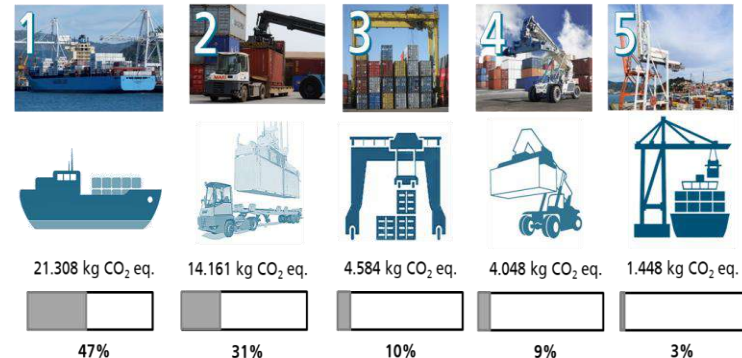 1 2 3 4 5
21.308 kg CO₂ eq. 14.161 kg CO₂ eq. 4.584 kg CO₂ eq. 4.048 kg CO₂ eq. 1.448 kg CO₂ eq.
47% 31% 10% 9% 3%